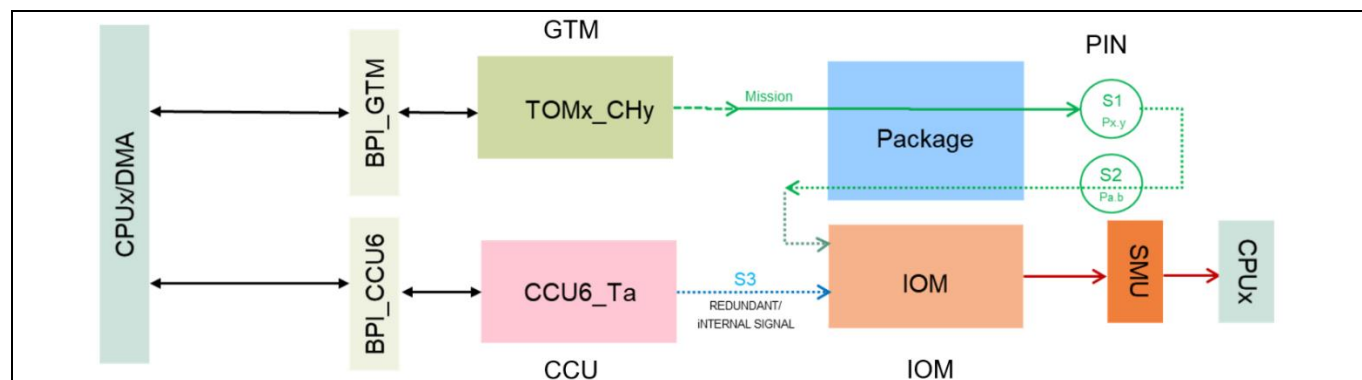 GTM
PIN
CPUx/DMA
BPI_GTM
TOMx_CHy
Mission
Package
S1
Px.y
S2
Pa.b
BPI_CCU6
CCU6_Ta
S3
REDUNDANT/
iNTERNAL SIGNAL
IOM
SMU
CPUx
CCU
IOM